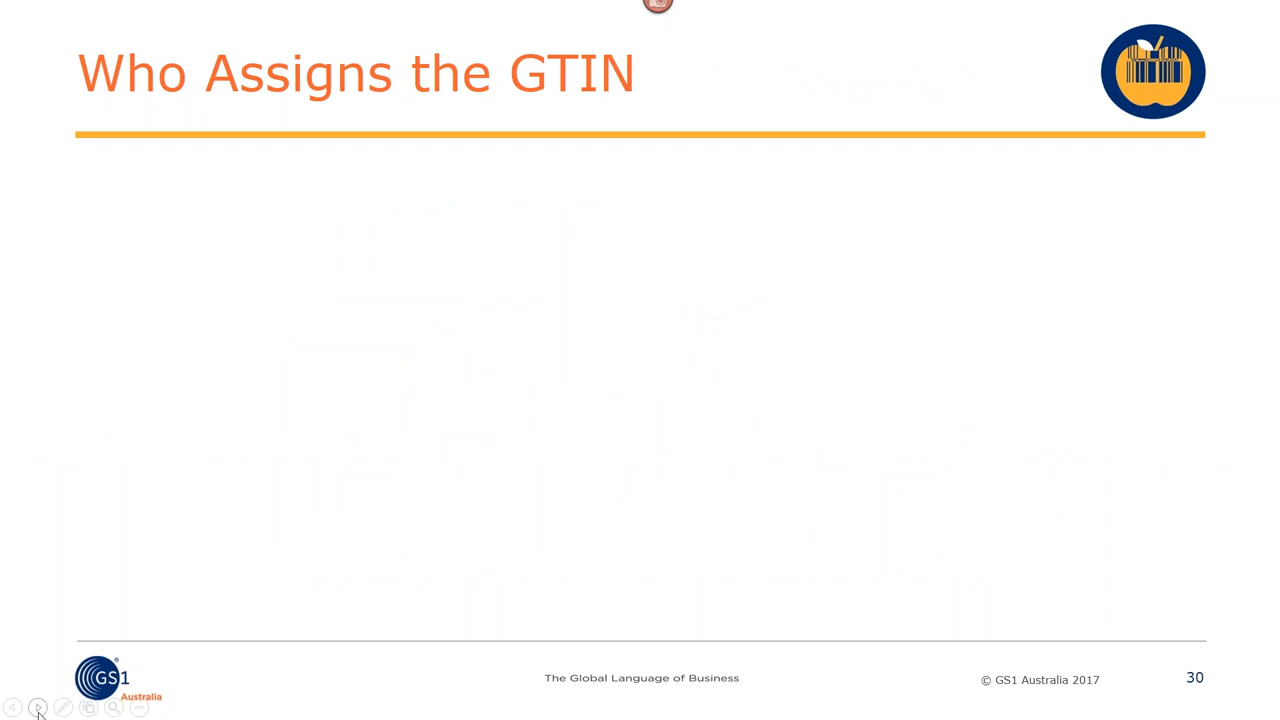 Who Assigns the GTIN
GS1
Australia
The Global Language of Business
© GS1 Australia 2017
30